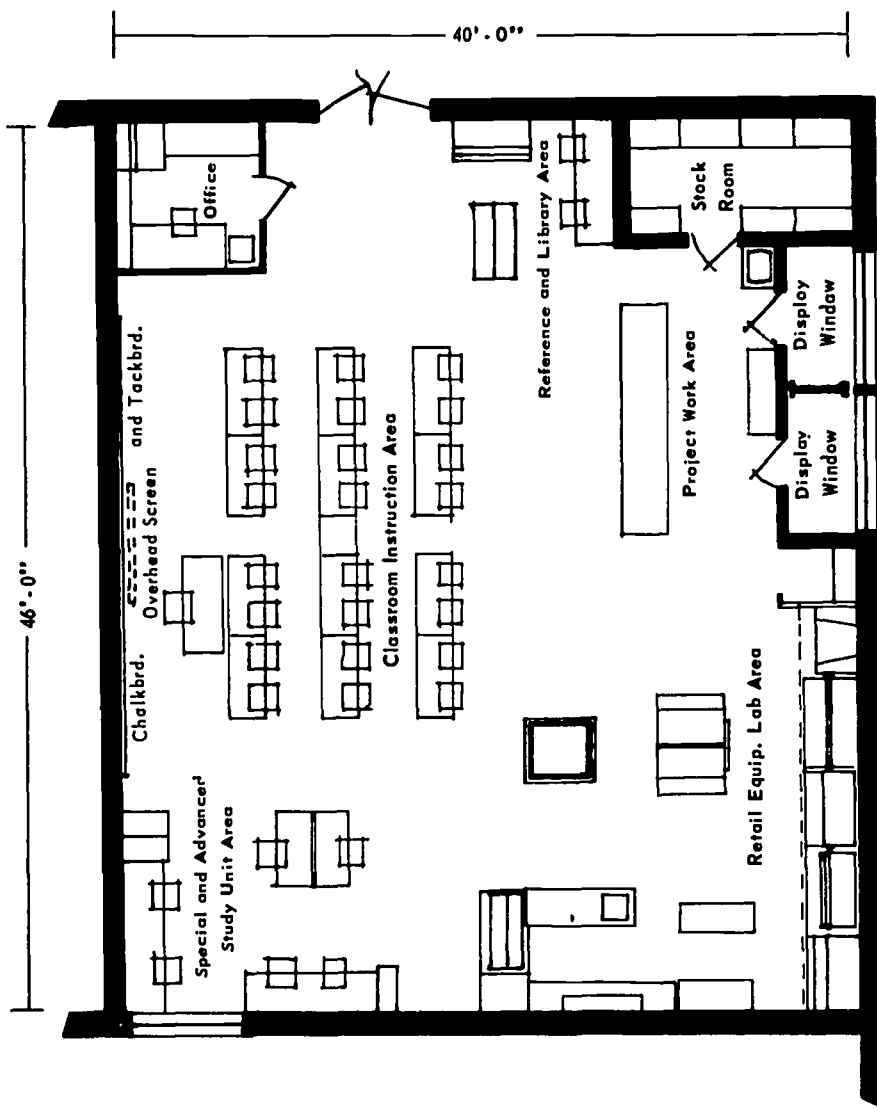 40'-0"
46'-0"
Office
Stock
Room
Reference and Library Area
Chalkbrd.
Overhead Screen
and Tackbrd.
Classroom Instruction Area
Project Work Area
Display
Window
Display
Window
Special and Advanced
Study Unit Area
Retail Equip. Lab Area